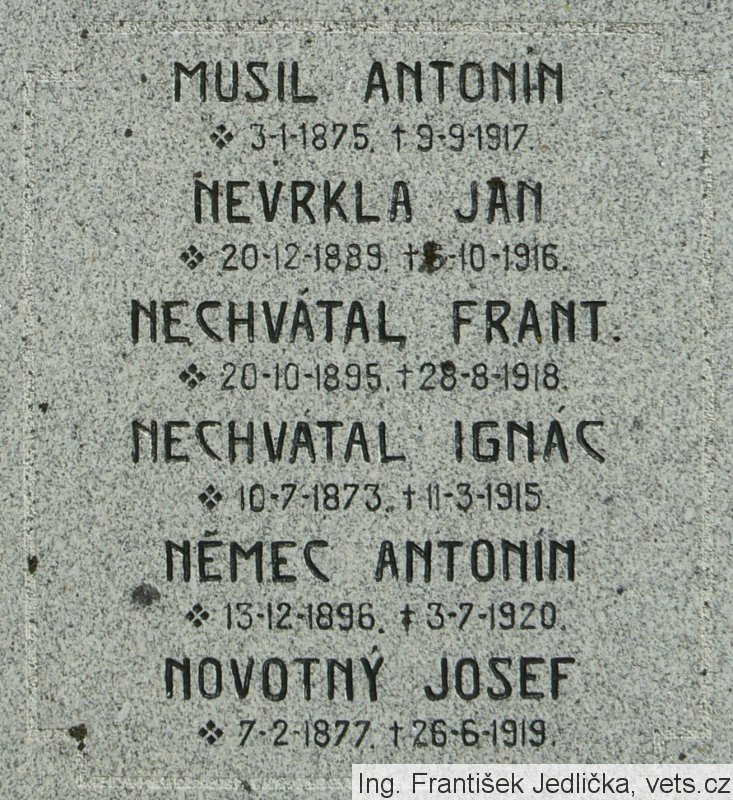 MUSIL ANTONÍN
❖ 3-1-1875. † 9-9-1917.
NEVRKLA JAN
❖ 20-12-1889. † 5-10-1916.
NECHVÁTAL FRANT.
❖ 20-10-1895. † 28-8-1918.
NECHVÁTAL IGNÁC
❖ 10-7-1873. † 11-3-1915.
NĚMEC ANTONÍN
❖ 13-12-1896. † 3-7-1920.
NOVOTNÝ JOSEF
❖ 7-2-1877. † 26-6-1919.
Ing. František Jedlička, vets.cz